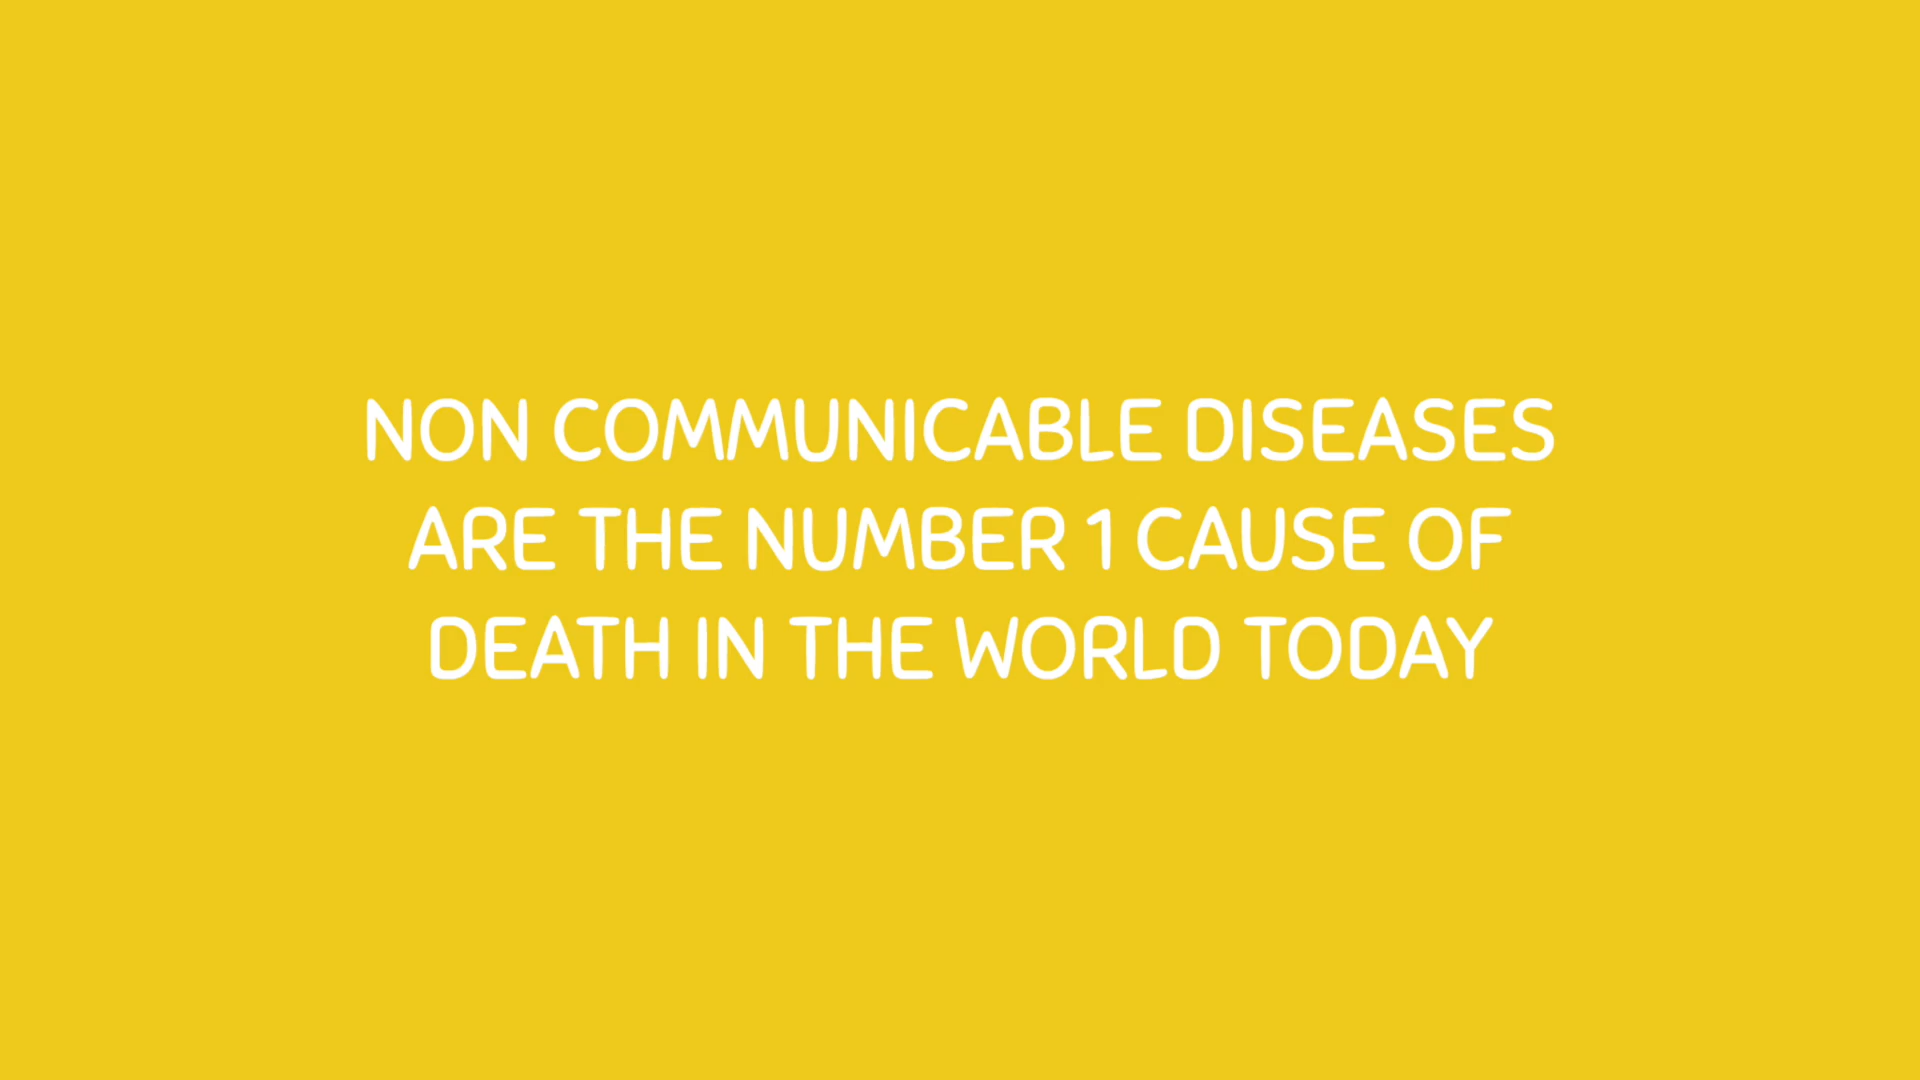 NON COMMUNICABLE DISEASES
ARE THE NUMBER 1 CAUSE OF
DEATH IN THE WORLD TODAY